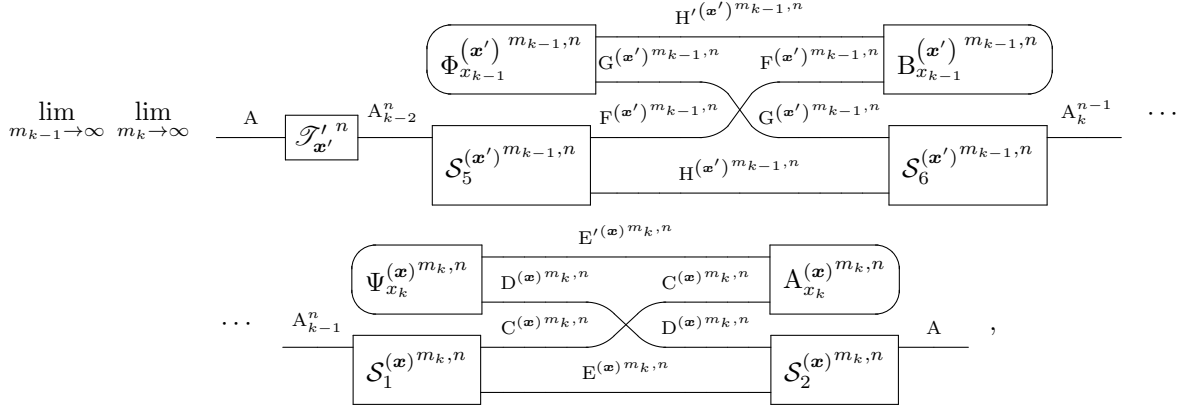 H′^{(𝒙′)^{m_{k−1},n}}
Φ_{x_{k−1}}^{(𝒙′)^{m_{k−1},n}} G^{(𝒙′)^{m_{k−1},n}} F^{(𝒙′)^{m_{k−1},n}} B_{x_{k−1}}^{(𝒙′)^{m_{k−1},n}}
lim_{m_{k−1}→∞} lim_{m_k→∞} A 𝒯′_{𝒙′}^n A_{k−2}^n F^{(𝒙′)^{m_{k−1},n}} G^{(𝒙′)^{m_{k−1},n}} A_k^{n−1} ⋯
𝒮_5^{(𝒙′)^{m_{k−1},n}} H^{(𝒙′)^{m_{k−1},n}} 𝒮_6^{(𝒙′)^{m_{k−1},n}}
E′^{(𝒙)^{m_k,n}}
Ψ_{x_k}^{(𝒙)^{m_k,n}} D^{(𝒙)^{m_k,n}} C^{(𝒙)^{m_k,n}} A_{x_k}^{(𝒙)^{m_k,n}}
⋯ A_{k−1}^n C^{(𝒙)^{m_k,n}} D^{(𝒙)^{m_k,n}} A ,
𝒮_1^{(𝒙)^{m_k,n}} E^{(𝒙)^{m_k,n}} 𝒮_2^{(𝒙)^{m_k,n}}